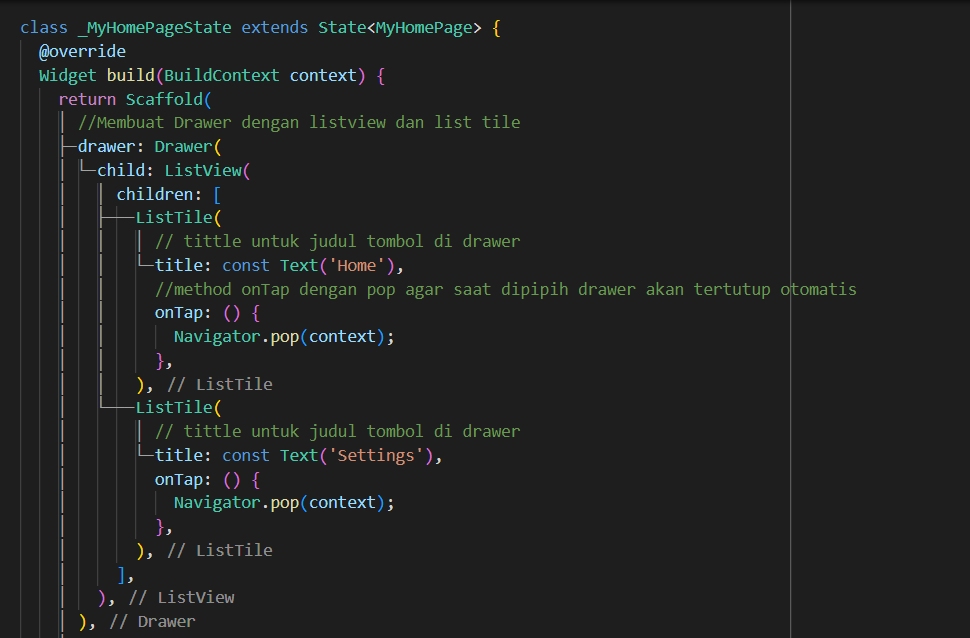 class _MyHomePageState extends State<MyHomePage> {
@override
Widget build(BuildContext context) {
return Scaffold(
//Membuat Drawer dengan listview dan list tile
drawer: Drawer(
child: ListView(
children: [
ListTile(
// tittle untuk judul tombol di drawer
title: const Text('Home'),
//method onTap dengan pop agar saat dipipih drawer akan tertutup otomatis
onTap: () {
Navigator.pop(context);
},
), // ListTile
ListTile(
// tittle untuk judul tombol di drawer
title: const Text('Settings'),
onTap: () {
Navigator.pop(context);
},
), // ListTile
],
), // ListView
), // Drawer